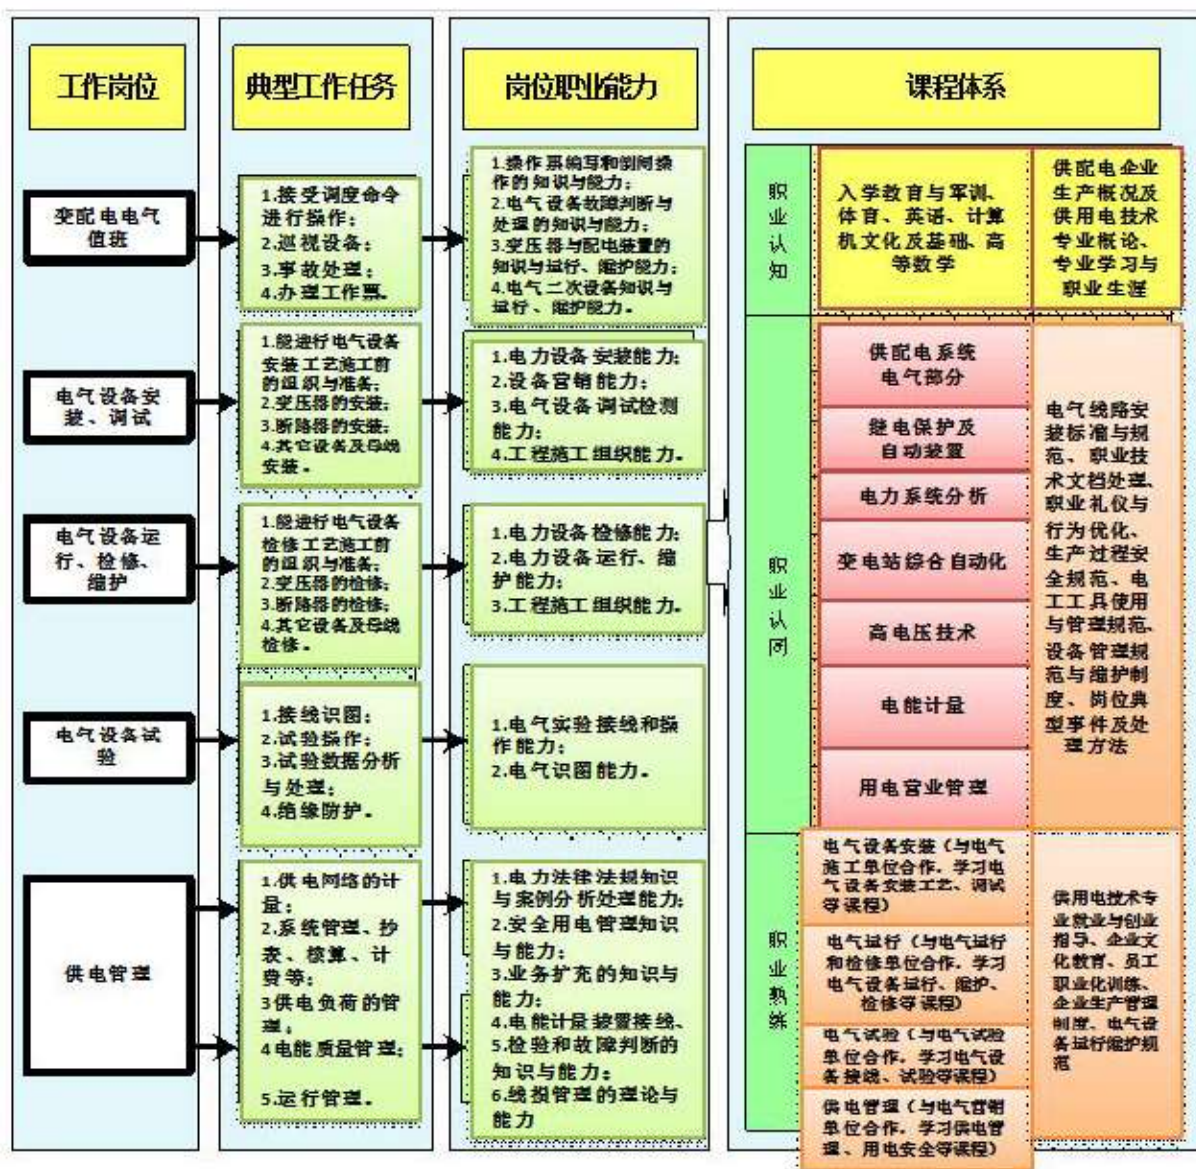 工作岗位
典型工作任务
岗位职业能力
课程体系
变配电电气
值班
1.接受调度命令
进行操作；
2.巡视设备；
3.事故处理；
4.办理工作票。
1.操作票编写和倒闸操
作的知识与能力；
2.电气设备故障判断与
处理的知识与能力；
3.变压器与配电装置的
知识与运行、维护能力；
4.电气二次设备知识与
运行、维护能力。
职
业
认
知
入学教育与军训、
体育、英语、计算
机文化及基础、高
等数学
供配电企业
生产概况及
供用电技术
专业概论、
专业学习与
职业生涯
电气设备安
装、调试
1.能进行电气设备
安装工艺施工前
的组织与准备；
2.变压器的安装；
3.断路器的安装；
4.其它设备及母线
安装。
1.电力设备安装能力；
2.设备营销能力；
3.电气设备调试检测
能力；
4.工程施工组织能力。
电气设备运
行、检修、
维护
1.能进行电气设备
检修工艺施工前
的组织与准备；
2.变压器的检修；
3.断路器的检修；
4.其它设备及母线
检修。
1.电力设备检修能力；
2.电力设备运行、维
护能力；
3.工程施工组织能力。
电气设备试
验
1.接线识图；
2.试验操作；
3.试验数据分析
与处理；
4.绝缘防护。
1.电气实验接线和操
作能力；
2.电气识图能力。
职
业
认
同
供配电系统
电气部分
继电保护及
自动装置
电力系统分析
变电站综合自动化
高电压技术
电能计量
用电营业管理
电气线路安
装标准与规
范、职业技
术文档处理、
职业礼仪与
行为优化、
生产过程安
全规范、电
工工具使用
与管理规范、
设备管理规
范与维护制
度、岗位典
型事件及处
理方法
供电管理
1.供电网络的计
量；
2.系统管理、抄
表、核算、计
费等；
3供电负荷的管
理；
4电能质量管理；
5.运行管理。
1.电力法律法规知识
与案例分析处理能力；
2.安全用电管理知识
与能力；
3.业务扩充的知识与
能力；
4.电能计量装置接线、
5.检验和故障判断的
知识与能力；
6.线损管理的理论与
能力
职
业
熟
练
电气设备安装（与电气
施工单位合作，学习电
气设备安装工艺、调试
等课程）
电气运行（与电气运行
和检修单位合作，学习
电气设备运行、维护、
检修等课程）
电气试验（与电气试验
单位合作，学习电气设
备接线、试验等课程）
供电管理（与电气营销
单位合作，学习供电管
理、用电安全等课程）
供用电技术专
业就业与创业
指导、企业文
化教育、员工
职业化训练、
企业生产管理
制度、电气设
备运行维护规
范